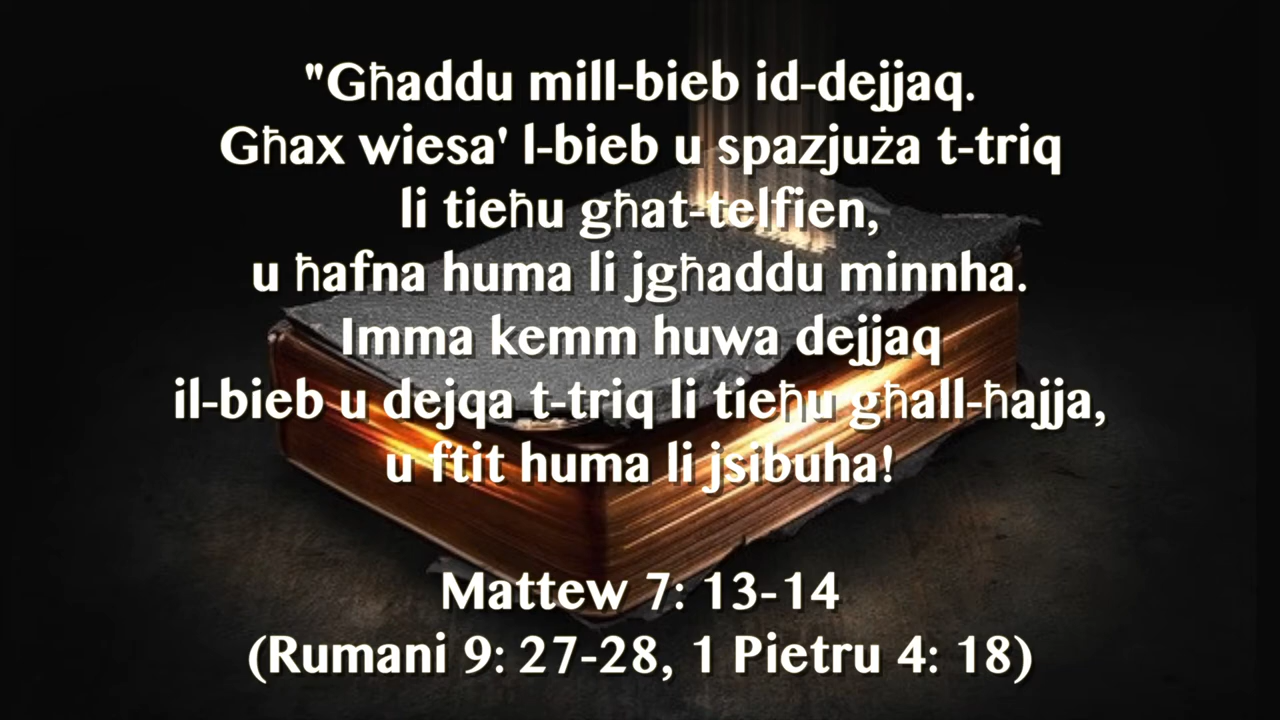 "Għaddu mill-bieb id-dejjaq.
Għax wiesa' l-bieb u spazjuża t-triq
li tieħu għat-telfien,
u ħafna huma li jgħaddu minnha.
Imma kemm huwa dejjaq
il-bieb u dejqa t-triq li tieħu għall-ħajja,
u ftit huma li jsibuha!
Mattew 7: 13-14
(Rumani 9: 27-28, 1 Pietru 4: 18)